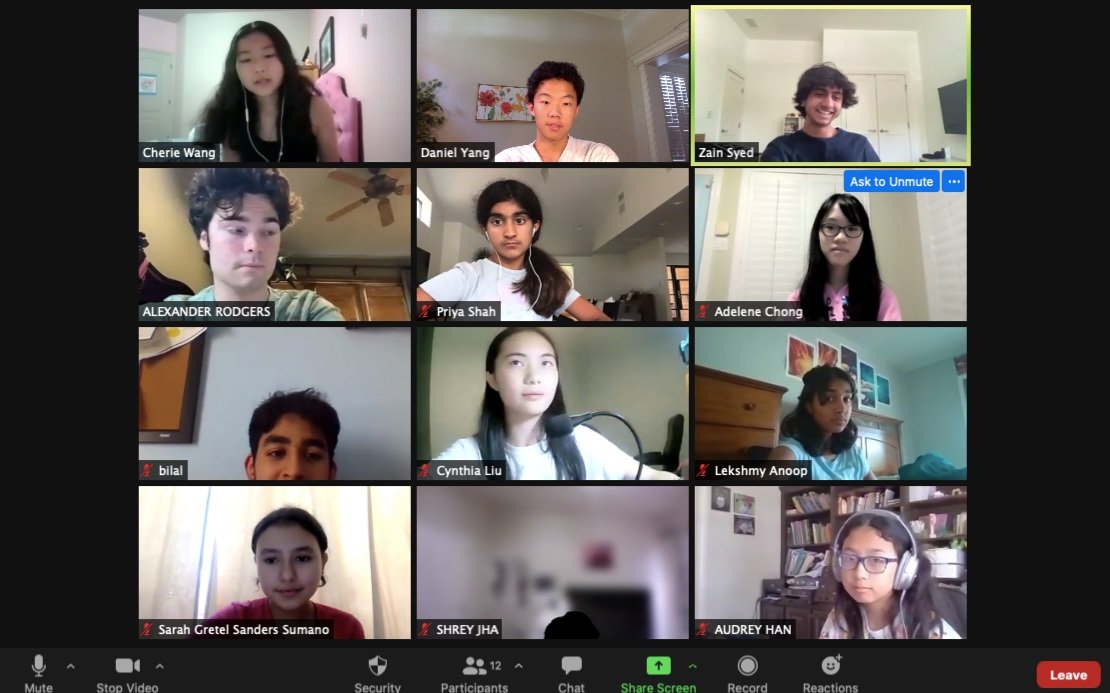 Cherie Wang
Daniel Yang
Zain Syed
ALEXANDER RODGERS
Priya Shah
Ask to Unmute
Adelene Chong
bilal
Cynthia Liu
Lekshmy Anoop
Sarah Gretel Sanders Sumano
SHREY JHA
AUDREY HAN
Mute
Stop Video
Security
Participants
12
Chat
Share Screen
Record
Reactions
Leave